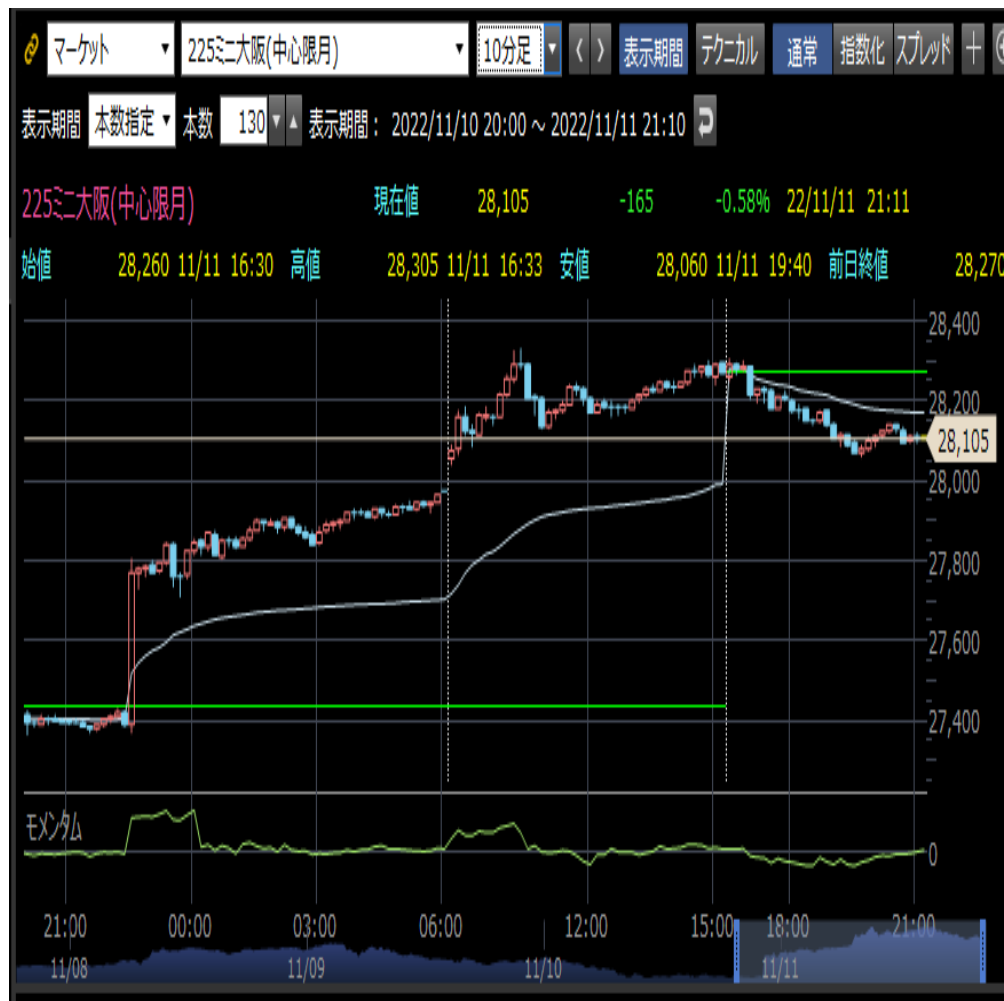 マーケット 225ミニ大阪(中心限月) 10分足 < > 表示期間 テクニカル 通常 指数化 スプレッド +
表示期間 本数指定 本数 130 表示期間： 2022/11/10 20:00 ～ 2022/11/11 21:10
225ミニ大阪(中心限月) 現在値 28,105 -165 -0.58% 22/11/11 21:11
始値 28,260 11/11 16:30 高値 28,305 11/11 16:33 安値 28,060 11/11 19:40 前日終値 28,270
28,400
28,200
28,105
28,000
27,800
27,600
27,400
モメンタム
0
21:00 00:00 03:00 06:00 12:00 15:00 18:00 21:00
11/08 11/09 11/10 11/11